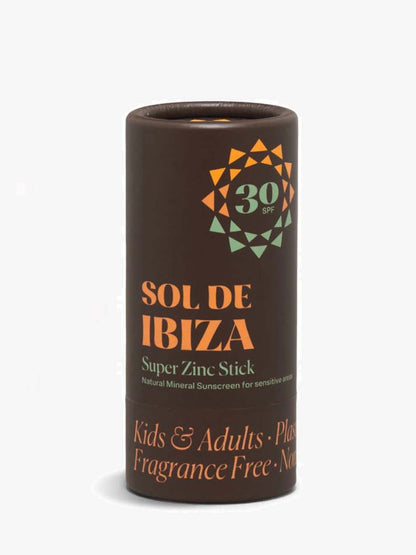 30
SPF
SOL DE
IBIZA
Super Zinc Stick
Natural Mineral Sunscreen for sensitive areas
Kids & Adults · Plas
Fragrance Free · Non